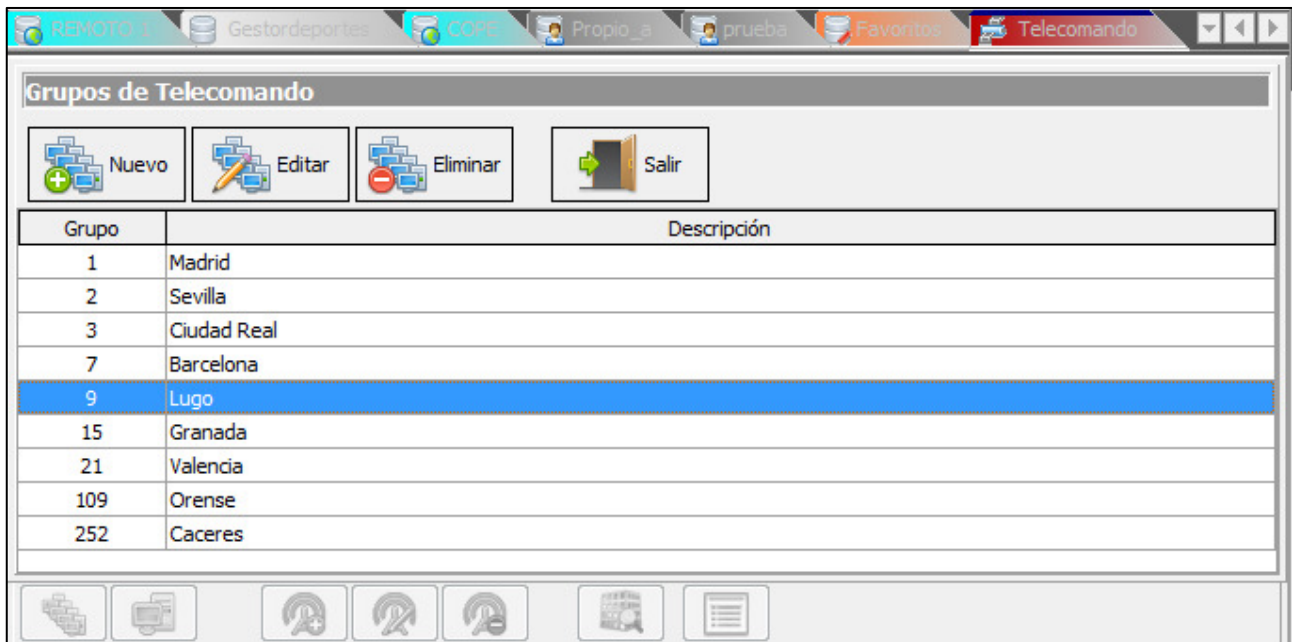 REMOTO Gestordeportes COPE Propio_a prueba Favoritos Telecomando
Grupos de Telecomando
Nuevo Editar Eliminar Salir
Grupo Descripción
1 Madrid
2 Sevilla
3 Ciudad Real
7 Barcelona
9 Lugo
15 Granada
21 Valencia
109 Orense
252 Caceres